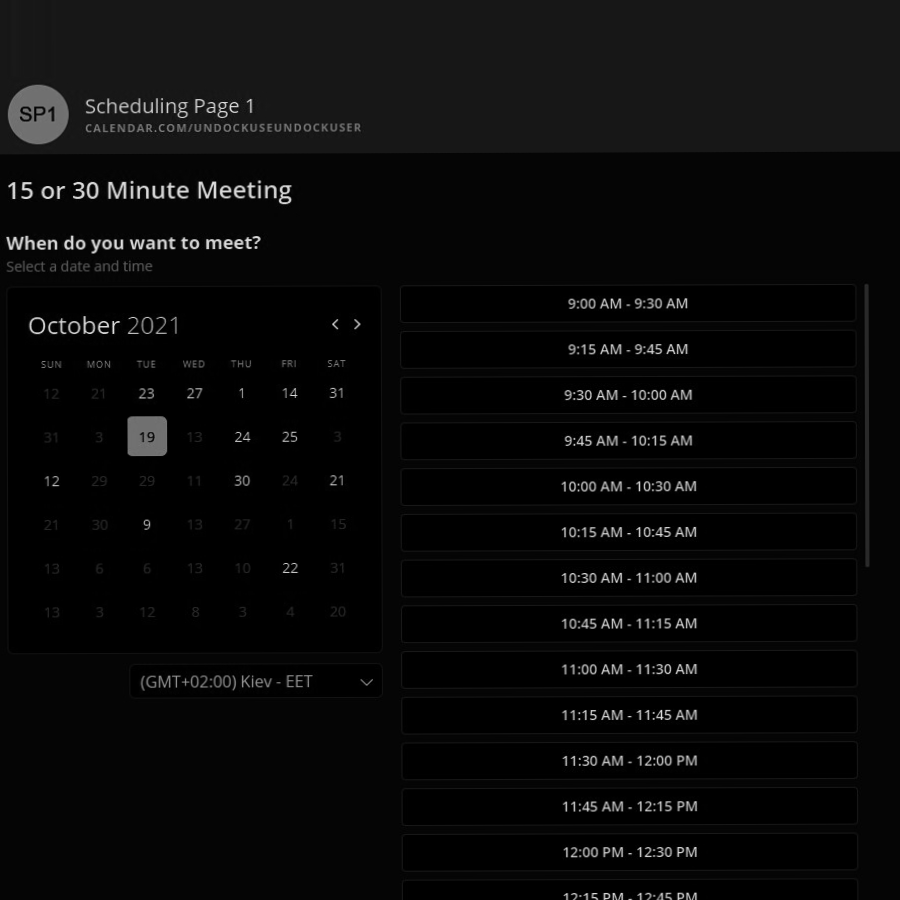 SP1
Scheduling Page 1
CALENDAR.COM/UNDOCKUSEUNDOCKUSER
15 or 30 Minute Meeting
When do you want to meet?
Select a date and time
October 2021
SUN MON TUE WED THU FRI SAT
12 21 23 27 1 14 31
31 3 19 13 24 25 3
12 29 29 11 30 24 21
21 30 9 13 27 1 15
13 6 6 13 10 22 31
13 3 12 8 3 4 20
(GMT+02:00) Kiev - EET
9:00 AM - 9:30 AM
9:15 AM - 9:45 AM
9:30 AM - 10:00 AM
9:45 AM - 10:15 AM
10:00 AM - 10:30 AM
10:15 AM - 10:45 AM
10:30 AM - 11:00 AM
10:45 AM - 11:15 AM
11:00 AM - 11:30 AM
11:15 AM - 11:45 AM
11:30 AM - 12:00 PM
11:45 AM - 12:15 PM
12:00 PM - 12:30 PM
12:15 PM - 12:45 PM